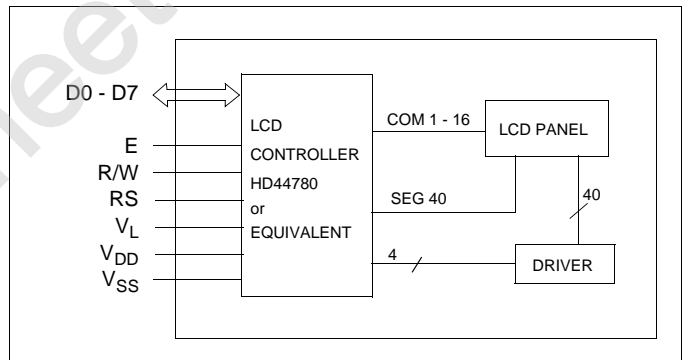 D0 - D7
E
R/W
RS
VL
VDD
VSS
LCD
CONTROLLER
HD44780
or
EQUIVALENT
COM 1 - 16
SEG 40
4
LCD PANEL
40
DRIVER